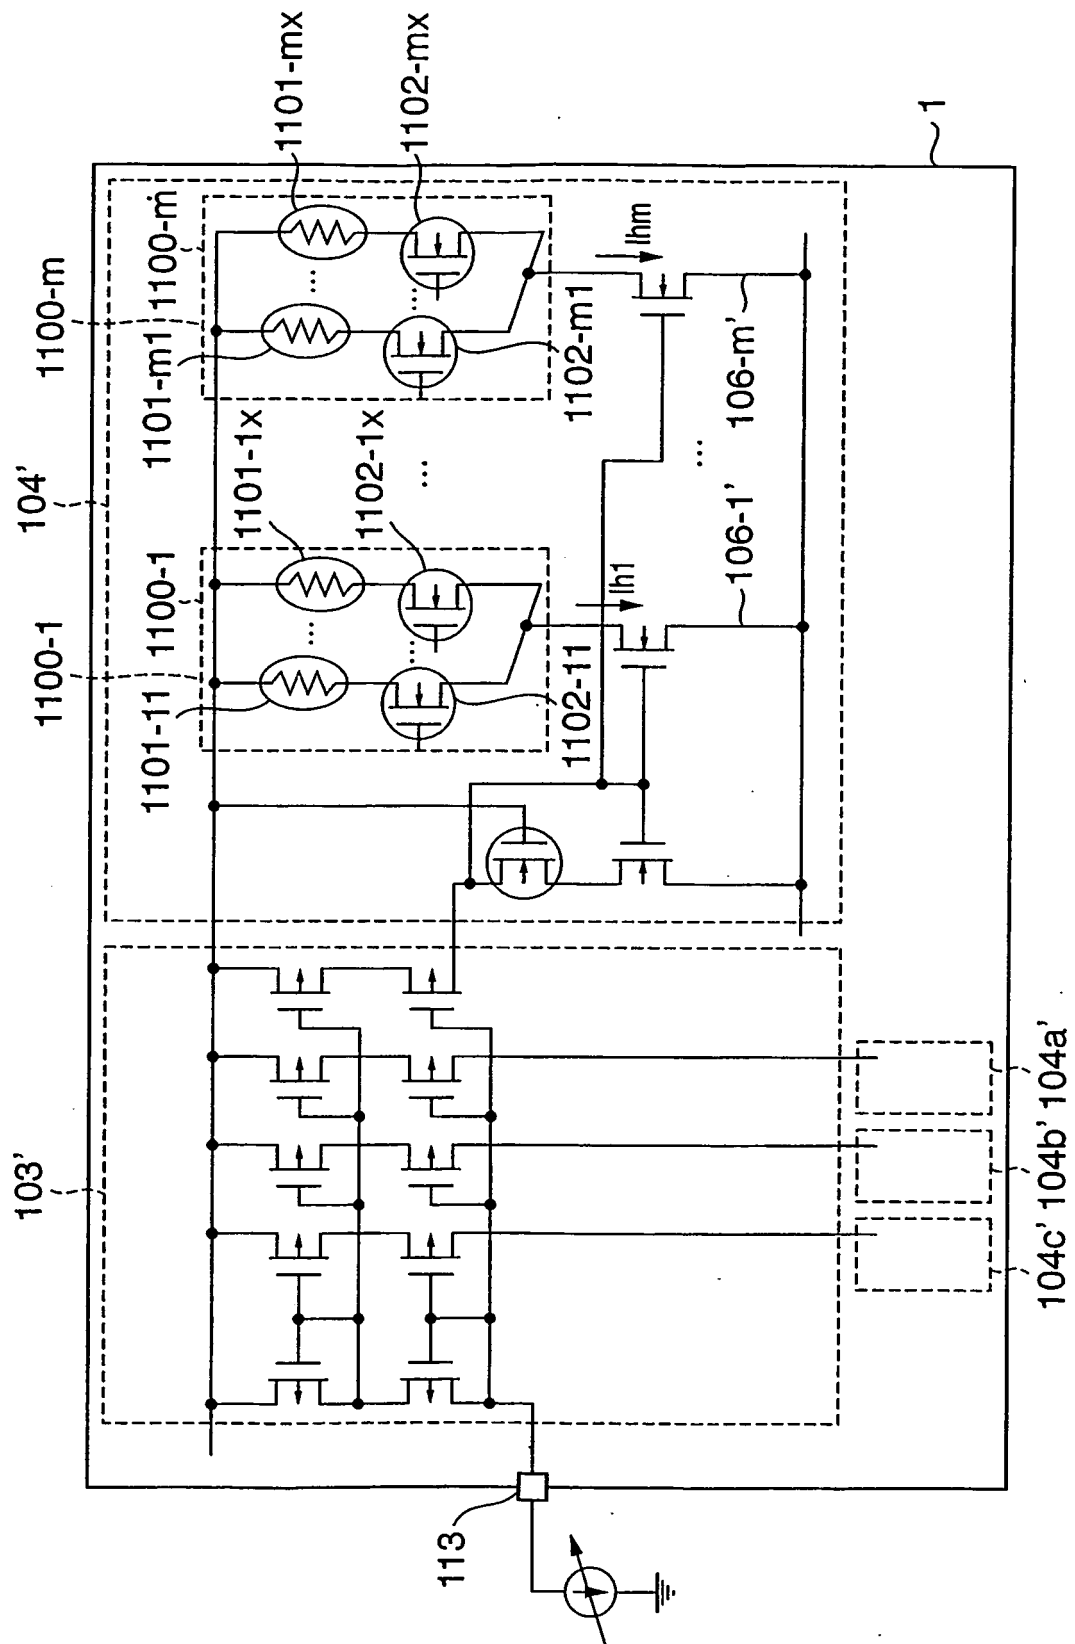 1101-mx
1102-mx
1
1100-m
1100-m
1101-m1
1102-m1
Ihm
106-m'
104'
1101-1x
1102-1x
...
...
1100-1
1100-1
1101-11
1102-11
Ih1
106-1'
...
...
...
...
103'
104a'
104b'
104c'
113